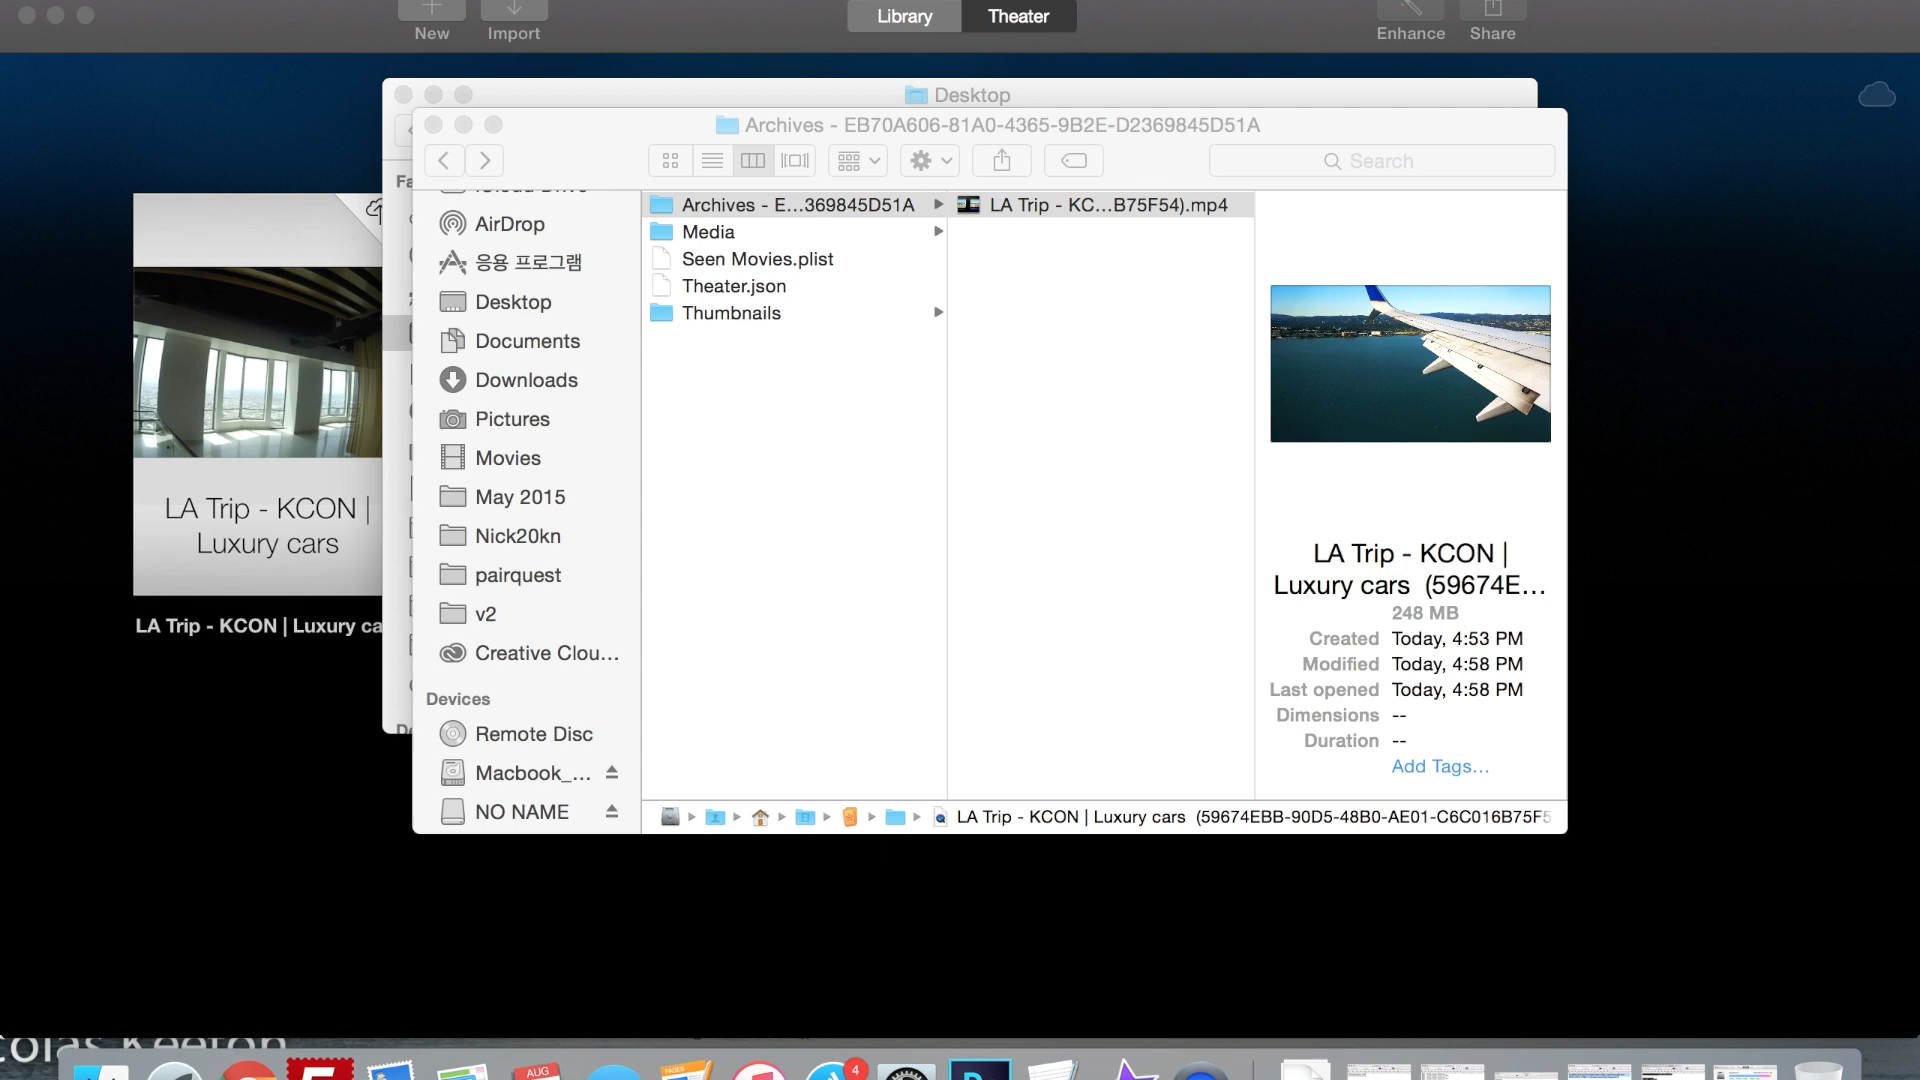 New
Import
Library
Theater
Enhance
Share
Desktop
Archives - EB70A606-81A0-4365-9B2E-D2369845D51A
Search
AirDrop
응용 프로그램
Desktop
Documents
Downloads
Pictures
Movies
May 2015
Nick20kn
pairquest
v2
Creative Clou...
Devices
Remote Disc
Macbook_...
NO NAME
Archives - E...369845D51A
Media
Seen Movies.plist
Theater.json
Thumbnails
LA Trip - KC...B75F54).mp4
LA Trip - KCON |
Luxury cars (59674E...
248 MB
Created Today, 4:53 PM
Modified Today, 4:58 PM
Last opened Today, 4:58 PM
Dimensions --
Duration --
Add Tags...
LA Trip - KCON | Luxury cars (59674EBB-90D5-48B0-AE01-C6C016B75F5
LA Trip - KCON |
Luxury cars
LA Trip - KCON | Luxury ca
AUG
PAGES
4